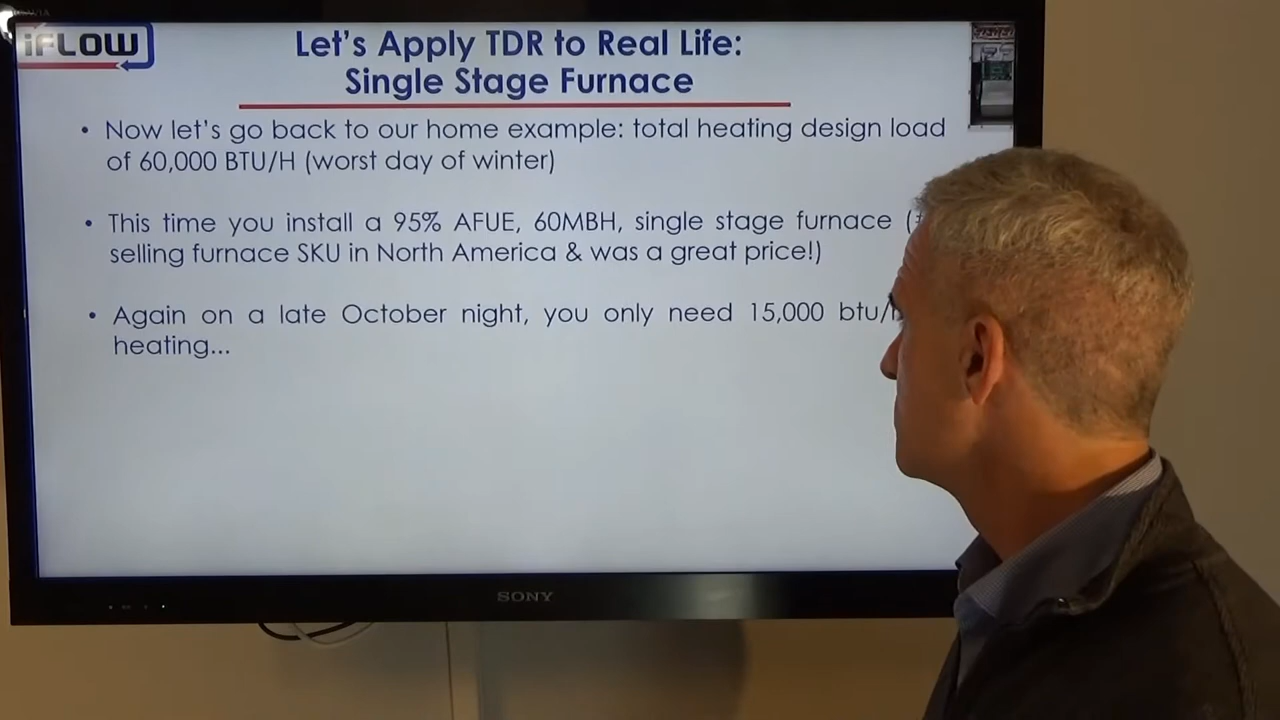 iFLOW
Let's Apply TDR to Real Life:
Single Stage Furnace
• Now let's go back to our home example: total heating design load
of 60,000 BTU/H (worst day of winter)
• This time you install a 95% AFUE, 60MBH, single stage furnace (
selling furnace SKU in North America & was a great price!)
• Again on a late October night, you only need 15,000 btu/
heating...
SONY